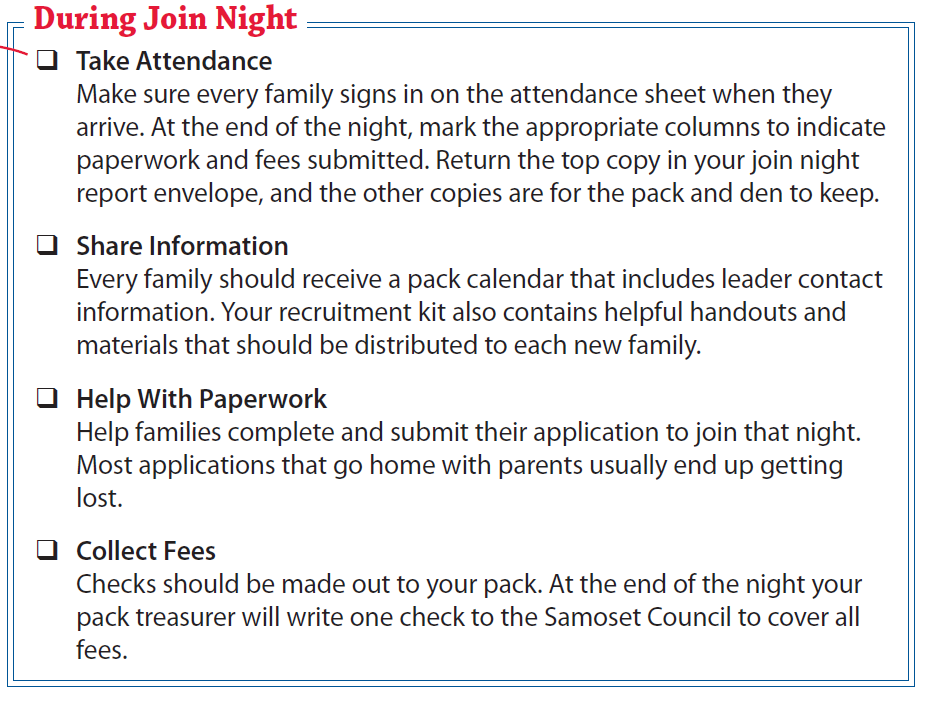 During Join Night
❑ Take Attendance
Make sure every family signs in on the attendance sheet when they
arrive. At the end of the night, mark the appropriate columns to indicate
paperwork and fees submitted. Return the top copy in your join night
report envelope, and the other copies are for the pack and den to keep.
❑ Share Information
Every family should receive a pack calendar that includes leader contact
information. Your recruitment kit also contains helpful handouts and
materials that should be distributed to each new family.
❑ Help With Paperwork
Help families complete and submit their application to join that night.
Most applications that go home with parents usually end up getting
lost.
❑ Collect Fees
Checks should be made out to your pack. At the end of the night your
pack treasurer will write one check to the Samoset Council to cover all
fees.